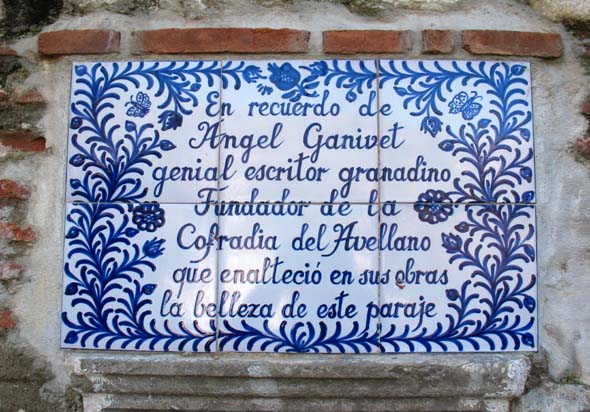 En recuerdo de
Angel Ganivet
genial escritor granadino
Fundador de la
Cofradia del Avellano
que enalteció en sus obras
la belleza de este paraje